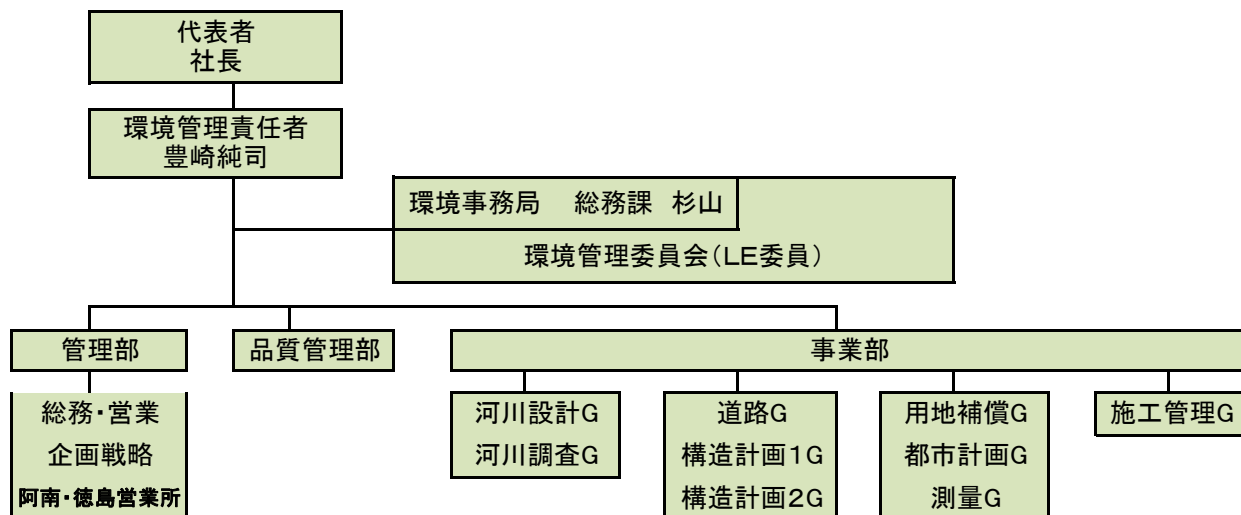 代表者
社長
環境管理責任者
豊崎純司
環境事務局　総務課　杉山
環境管理委員会（LE委員）
管理部
品質管理部
事業部
総務・営業
企画戦略
阿南・徳島営業所
河川設計G
河川調査G
道路G
構造計画1G
構造計画2G
用地補償G
都市計画G
測量G
施工管理G